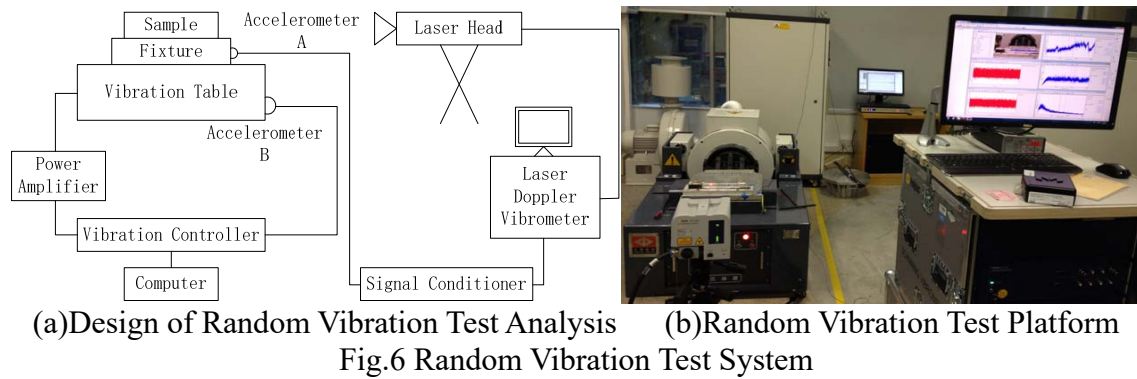 Sample
Fixture
Vibration Table
Accelerometer
A
Accelerometer
B
Power
Amplifier
Vibration Controller
Computer
Laser Head
Laser
Doppler
Vibrometer
Signal Conditioner
(a)Design of Random Vibration Test Analysis
(b)Random Vibration Test Platform
Fig.6 Random Vibration Test System